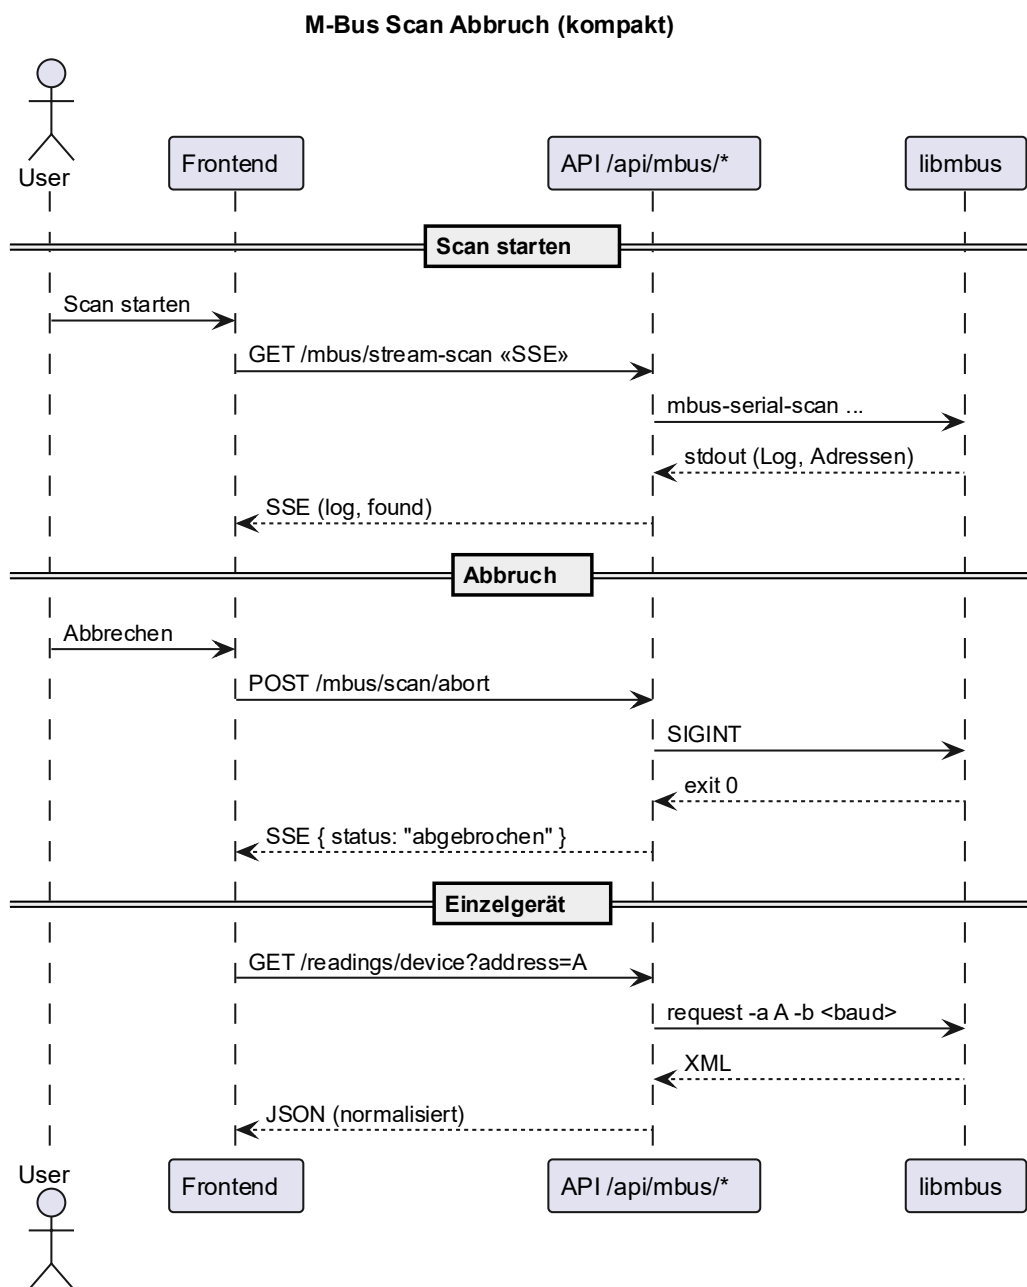 M-Bus Scan Abbruch (kompakt)
User
Frontend
API /api/mbus/*
libmbus
Scan starten
Scan starten
GET /mbus/stream-scan «SSE»
mbus-serial-scan ...
stdout (Log, Adressen)
SSE (log, found)
Abbruch
Abbrechen
POST /mbus/scan/abort
SIGINT
exit 0
SSE { status: "abgebrochen" }
Einzelgerät
GET /readings/device?address=A
request -a A -b <baud>
XML
JSON (normalisiert)
User
Frontend
API /api/mbus/*
libmbus